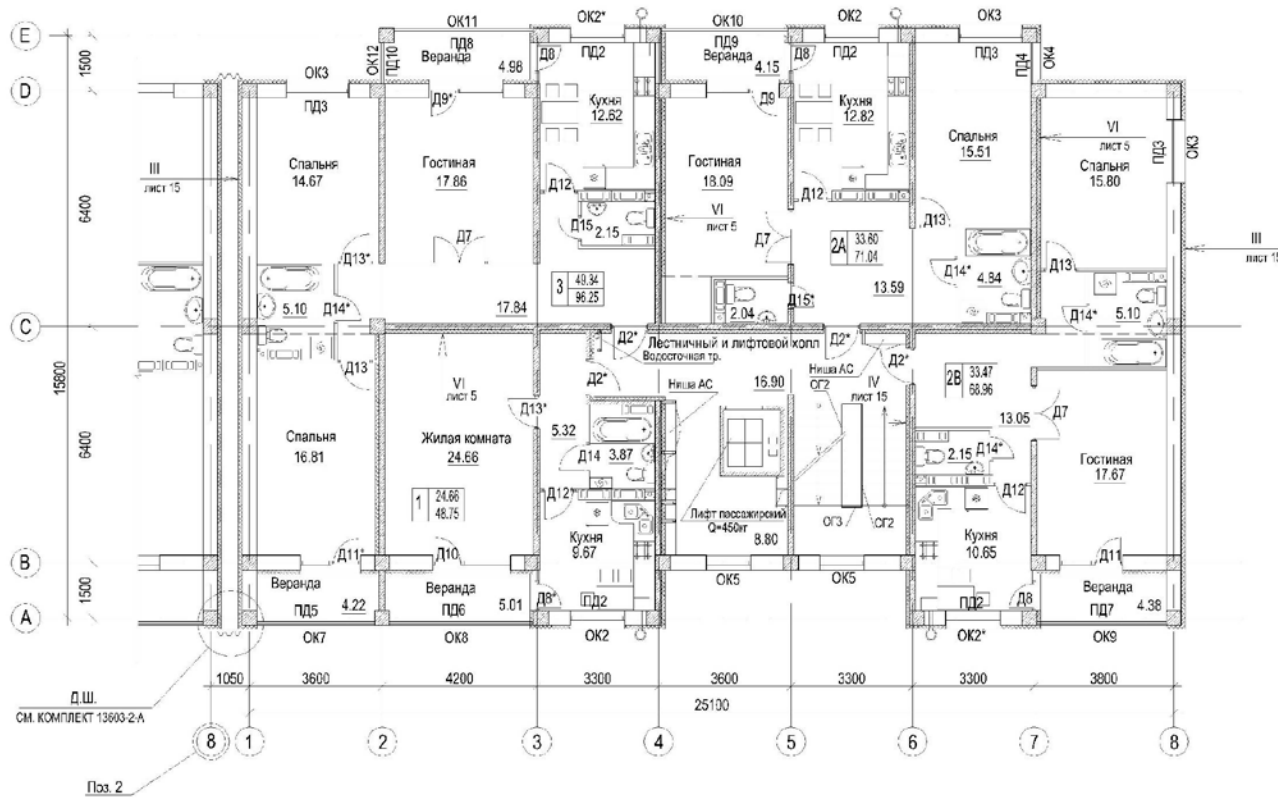 ОК11
ОК2*
ОК10
ОК2
ОК3
Е
1500
ОК12
ПД10
ПД8
Веранда
4.98
Д8
ПД2
ПД9
Веранда
4.15
Д8
ПД2
ПД3
ПД4
ОК4
ОК3
ПД3
D
Д9*
Кухня
12.62
Д9
Кухня
12.82
III
лист 15
Спальня
14.67
Гостиная
17.86
Гостиная
18.09
Спальня
15.51
VI
лист 5
Спальня
15.80
ПД3
ОК3
6400
Д12
Д15
2.15
VI
лист 5
Д12
Д7
2А
33.60
71.04
Д13
III
лист 15
Д13*
Д7
3
49.34
96.25
13.59
Д14*
4.84
Д13
5.10
Д14*
17.84
2.04
Д15*
Д14*
5.10
C
Д2*
Лестничный и лифтовой холл
Водосточная тр.
Д2*
Д13*
Д2*
VI
лист 5
Ниша АС
16.90
Ниша АС
ОГ2
IV
лист 15
2В
33.47
68.96
15800
Д13*
5.32
13.05
Д7
6400
Спальня
16.81
Жилая комната
24.66
Д14
3.87
2.15
Д14*
Гостиная
17.67
1
24.66
48.75
Д12*
Лифт пассажирский
Q=450кг
ОГ3
ОГ2
Д12
Кухня
9.67
8.80
Кухня
10.65
Д11*
Д10
Д11
B
1500
Веранда
ПД5
4.22
Веранда
ПД6
5.01
Д8*
ПД2
ОК5
ОК5
ПД2
Д8
Веранда
ПД7
4.38
A
ОК7
ОК8
ОК2
ОК2*
ОК9
1050
3600
4200
3300
3600
3300
3300
3800
Д.Ш.
СМ. КОМПЛЕКТ 13603-2-А
25100
8
1
2
3
4
5
6
7
8
Поз. 2